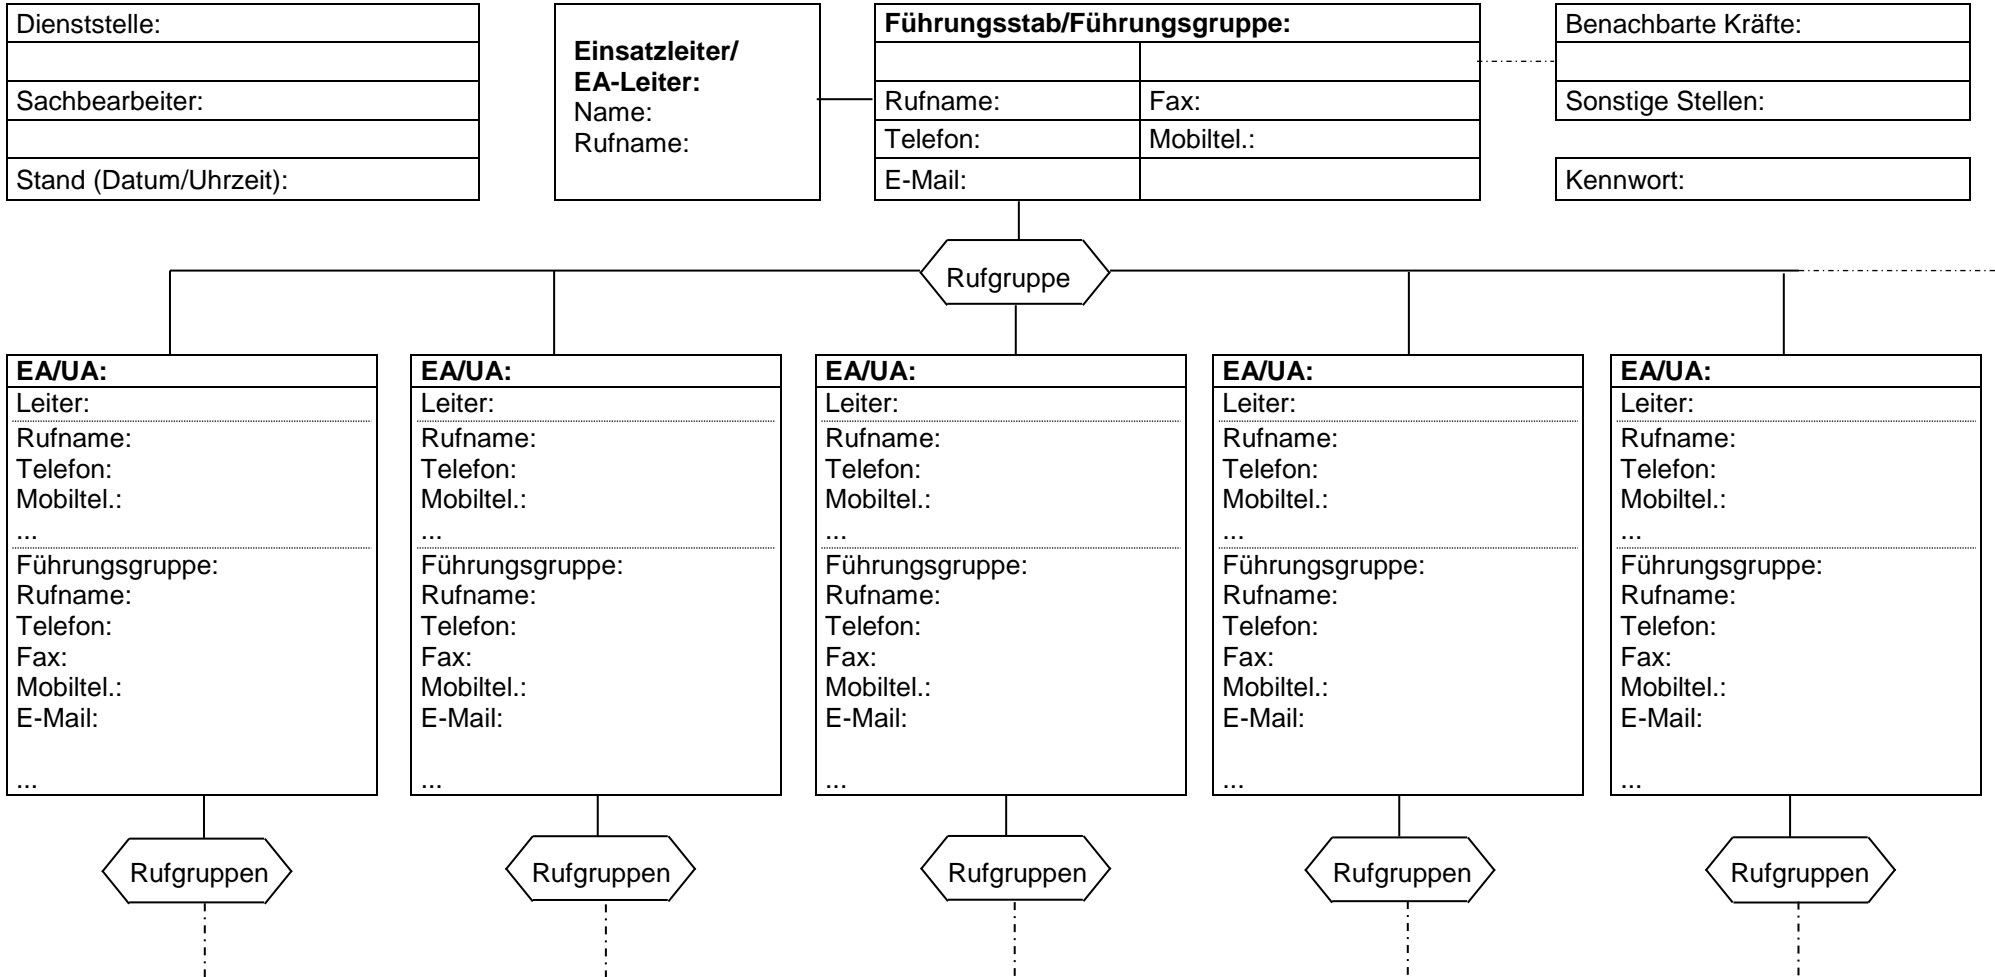 Dienststelle:
Sachbearbeiter:
Stand (Datum/Uhrzeit):
Einsatzleiter/
EA-Leiter:
Name:
Rufname:
Führungsstab/Führungsgruppe:
Rufname: Fax:
Telefon: Mobiltel.:
E-Mail:
Benachbarte Kräfte:
Sonstige Stellen:
Kennwort:
Rufgruppe
EA/UA:
Leiter:
Rufname:
Telefon:
Mobiltel.:
...
Führungsgruppe:
Rufname:
Telefon:
Fax:
Mobiltel.:
E-Mail:
...
Rufgruppen
EA/UA:
Leiter:
Rufname:
Telefon:
Mobiltel.:
...
Führungsgruppe:
Rufname:
Telefon:
Fax:
Mobiltel.:
E-Mail:
...
Rufgruppen
EA/UA:
Leiter:
Rufname:
Telefon:
Mobiltel.:
...
Führungsgruppe:
Rufname:
Telefon:
Fax:
Mobiltel.:
E-Mail:
...
Rufgruppen
EA/UA:
Leiter:
Rufname:
Telefon:
Mobiltel.:
...
Führungsgruppe:
Rufname:
Telefon:
Fax:
Mobiltel.:
E-Mail:
...
Rufgruppen
EA/UA:
Leiter:
Rufname:
Telefon:
Mobiltel.:
...
Führungsgruppe:
Rufname:
Telefon:
Fax:
Mobiltel.:
E-Mail:
...
Rufgruppen